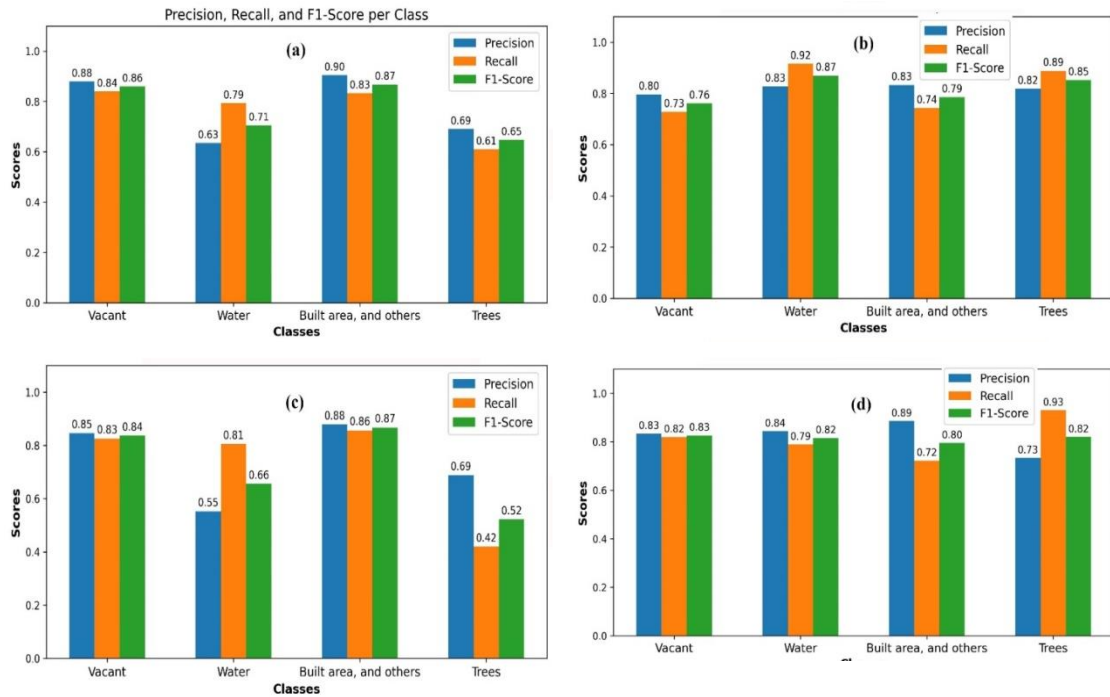 Precision, Recall, and F1-Score per Class
(a)
Precision
Recall
F1-Score
1.0
0.8
0.6
0.4
0.2
0.0
Scores
0.88 0.84 0.86
0.63 0.79 0.71
0.90 0.83 0.87
0.69 0.61 0.65
Vacant Water Built area, and others Trees
Classes
(b)
Precision
Recall
F1-Score
1.0
0.8
0.6
0.4
0.2
0.0
Scores
0.80 0.73 0.76
0.83 0.92 0.87
0.83 0.74 0.79
0.82 0.89 0.85
Vacant Water Built area, and others Trees
Classes
(c)
Precision
Recall
F1-Score
1.0
0.8
0.6
0.4
0.2
0.0
Scores
0.85 0.83 0.84
0.55 0.81 0.66
0.88 0.86 0.87
0.69 0.42 0.52
Vacant Water Built area, and others Trees
Classes
(d)
Precision
Recall
F1-Score
1.0
0.8
0.6
0.4
0.2
0.0
Scores
0.83 0.82 0.83
0.84 0.79 0.82
0.89 0.72 0.80
0.73 0.93 0.82
Vacant Water Built area, and others Trees